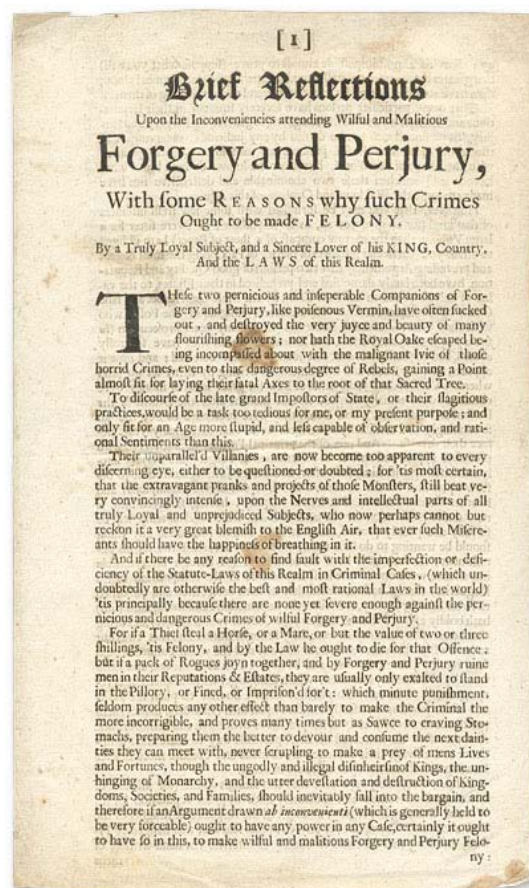 [1]
Brief Reflections
Upon the Inconveniencies attending Wilful and Malitious
Forgery and Perjury,
With ſome REASONS why ſuch Crimes
Ought to be made FELONY.
By a Truly Loyal Subject, and a Sincere Lover of his KING, Country,
And the LAWS of this Realm.
THeſe two pernicious and inſeperable Companions of For-
gery and Perjury, like poiſenous Vermin, have often ſucked
out, and deſtroyed the very juyce and beauty of many
flouriſhing flowers; nor hath the Royal Oake eſcaped be-
ing incompaſſed about with the malignant Ivie of thoſe
horrid Crimes, even to that dangerous degree of Rebels, gaining a Point
almoſt fit for laying their fatal Axes to the root of that Sacred Tree.
To diſcourſe of the late grand Impoſtors of State, or their flagitious
practices, would be a task too tedious for me, or my preſent purpoſe; and
only fit for an Age more ſtupid, and leſs capable of obſervation, and rati-
onal Sentiments than this.
Their unparallel'd Villanies, are now become too apparent to every
diſcerning eye, either to be queſtioned or doubted; for 'tis moſt certain,
that the extravagant pranks and projects of thoſe Monſters, ſtill beat ve-
ry convincingly intenſe, upon the Nerves and intellectual parts of all
truly Loyal and unprejudiced Subjects, who now perhaps cannot but
reckon it a very great blemiſh to the Engliſh Air, that ever ſuch Miſcre-
ants ſhould have the happineſs of breathing in it.
And if there be any reaſon to find fault with the imperfection or defi-
ciency of the Statute-Laws of this Realm in Criminal Caſes, (which un-
doubtedly are otherwiſe the beſt and moſt rational Laws in the world)
'tis principally becauſe there are none yet ſevere enough againſt the per-
nicious and dangerous Crimes of wilful Forgery and Perjury.
For if a Thief ſteal a Horſe, or a Mare, or but the value of two or three
ſhillings, 'tis Felony, and by the Law he ought to die for that Offence:
but if a pack of Rogues joyn together, and by Forgery and Perjury ruine
men in their Reputations & Eſtates, they are uſually only exalted to ſtand
in the Pillory, or Fined, or Impriſon'd for't: which minute puniſhment,
ſeldom produces any other effect than barely to make the Criminal the
more incorrigible, and proves many times but as Sawce to craving Sto-
machs, preparing them the better to devour and conſume the next dain-
ties they can meet with, never ſcrupling to make a prey of mens Lives
and Fortunes, though the ungodly and illegal diſinheirſin of Kings, the un-
hinging of Monarchy, and the utter devaſtation and deſtruction of King-
doms, Societies, and Families, ſhould inevitably fall into the bargain, and
therefore if an Argument drawn ab inconvenienti (which is generally held to
be very forceable) ought to have any power in any Caſe, certainly it ought
to have ſo in this, to make wilful and malitious Forgery and Perjury Felo-
ny: